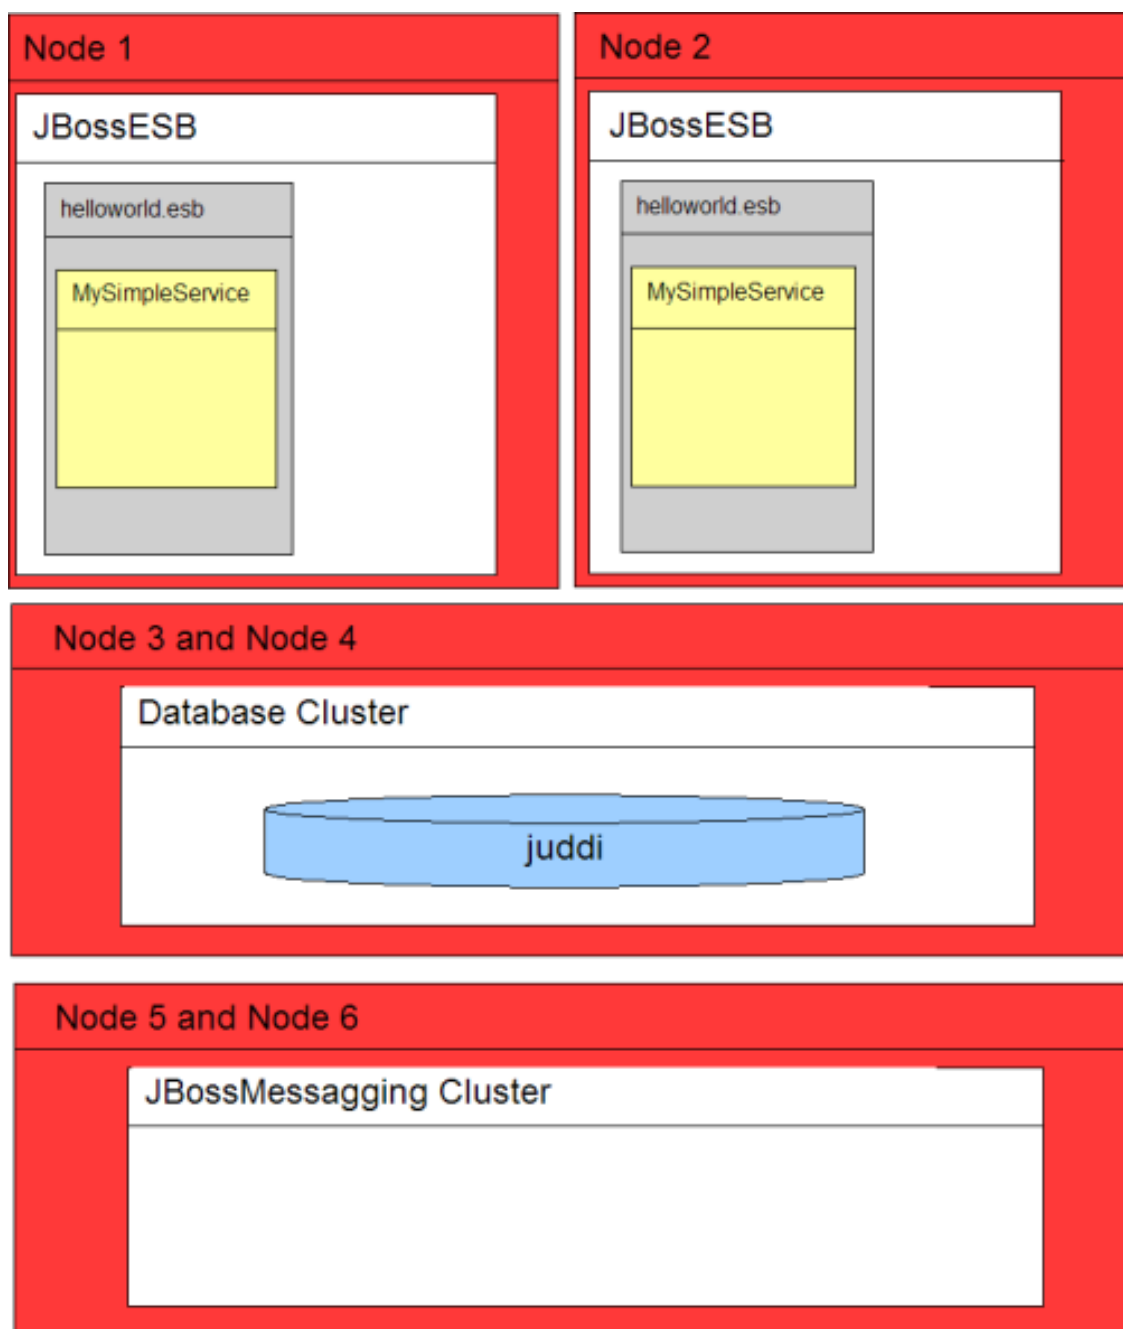 Node 1
JBossESB
helloworld.esb
MySimpleService
Node 2
JBossESB
helloworld.esb
MySimpleService
Node 3 and Node 4
Database Cluster
juddi
Node 5 and Node 6
JBossMessagging Cluster